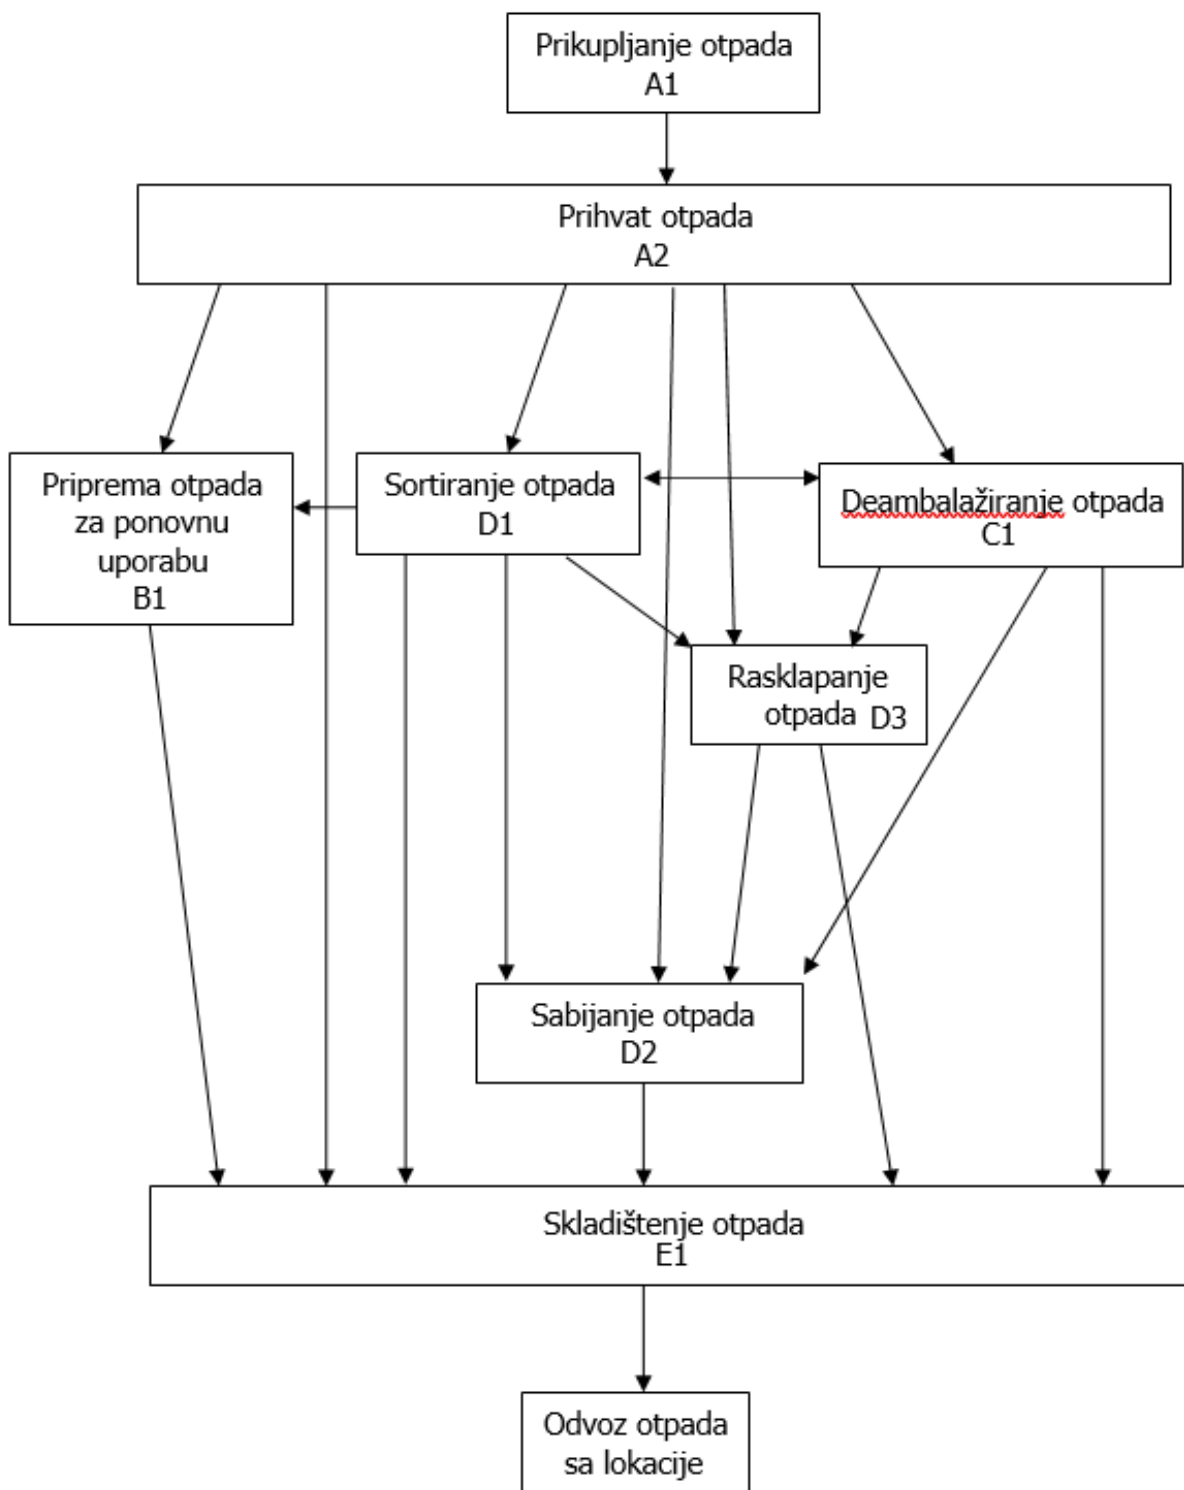 Prikupljanje otpada
A1
Prihvat otpada
A2
Priprema otpada
za ponovnu
uporabu
B1
Sortiranje otpada
D1
Deambalažiranje otpada
C1
Rasklapanje
otpada D3
Sabijanje otpada
D2
Skladištenje otpada
E1
Odvoz otpada
sa lokacije